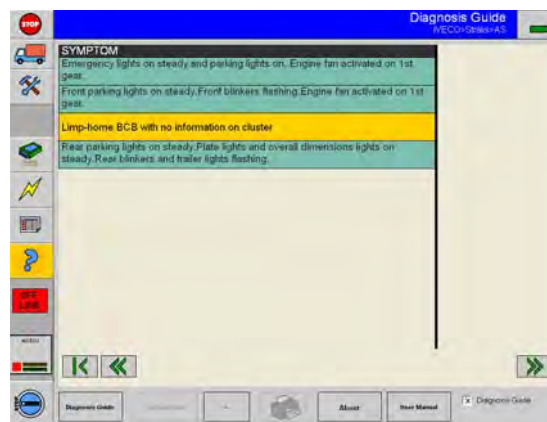 STOP
Diagnosis Guide
IVECO>Stralis>AS
SYMPTOM
Emergency lights on steady and parking lights on. Engine fan activated on 1st
gear.
Front parking lights on steady.Front blinkers flashing.Engine fan activated on 1st
gear.
Limp-home BCB with no information on cluster
Rear parking lights on steady.Plate lights and overall dimensions lights on
steady.Rear blinkers and trailer lights flashing.
OFF
LINE
Diagnosis Guide
About
User Manual
X Diagnosis Guide